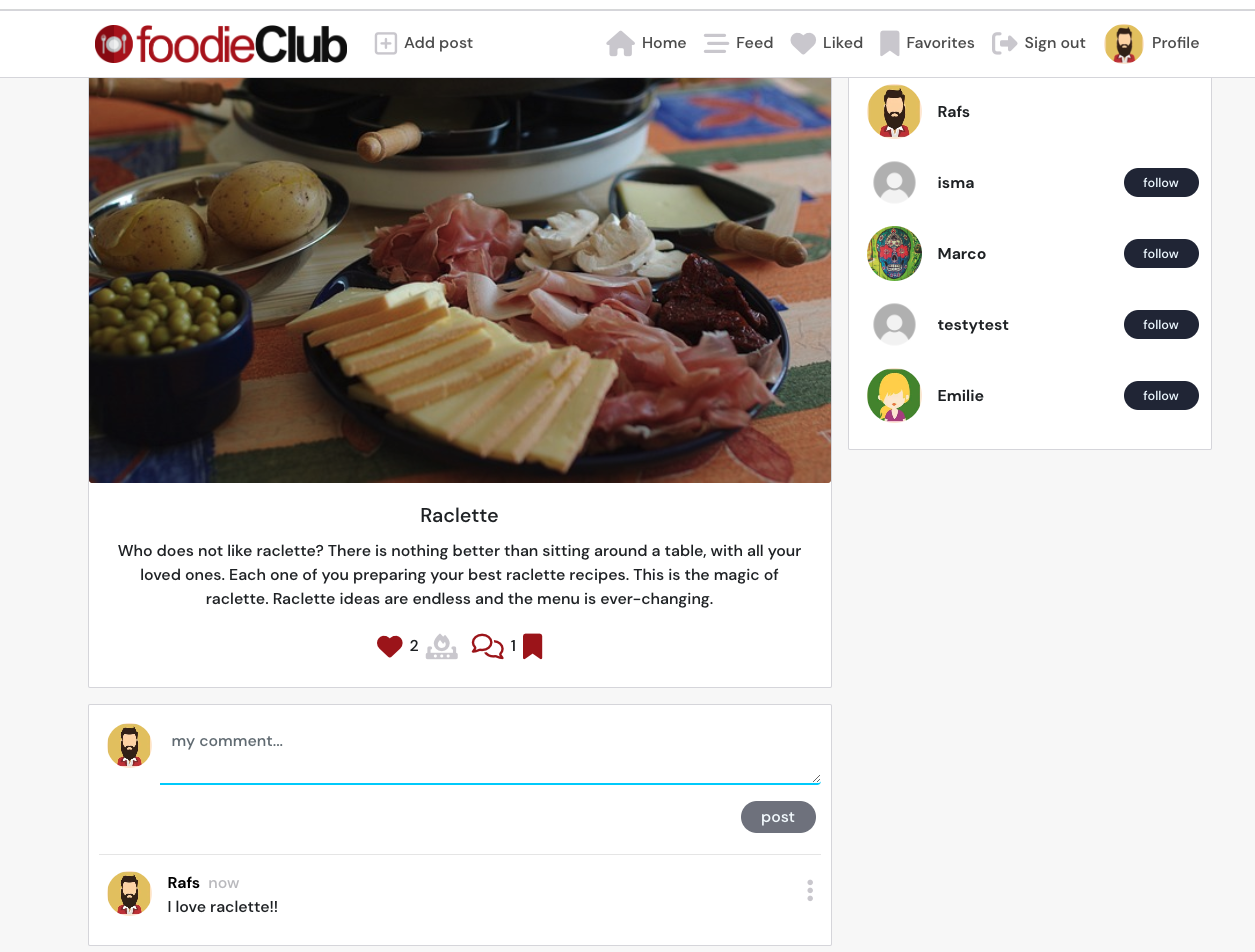 foodieClub
Add post
Home
Feed
Liked
Favorites
Sign out
Profile
Rafs
isma
follow
Marco
follow
testytest
follow
Emilie
follow
Raclette
Who does not like raclette? There is nothing better than sitting around a table, with all your
loved ones. Each one of you preparing your best raclette recipes. This is the magic of
raclette. Raclette ideas are endless and the menu is ever-changing.
2
1
my comment...
post
Rafs now
I love raclette!!